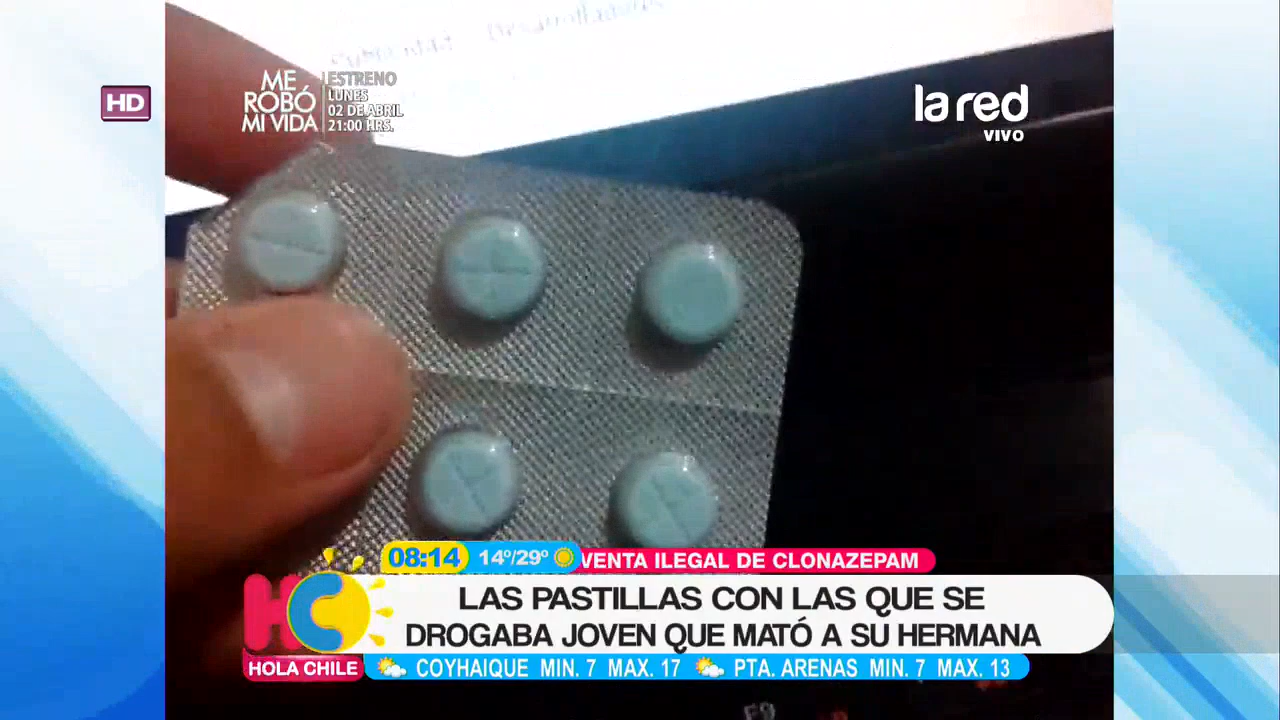 HD
ME
ROBÓ
MI VIDA
ESTRENO
LUNES
02 DE ABRIL
21:00 HRS.
la red
VIVO
08:14
14º/29º
VENTA ILEGAL DE CLONAZEPAM
HC
LAS PASTILLAS CON LAS QUE SE
DROGABA JOVEN QUE MATÓ A SU HERMANA
HOLA CHILE
COYHAIQUE MIN. 7 MAX. 17
PTA. ARENAS MIN. 7 MAX. 13
F9